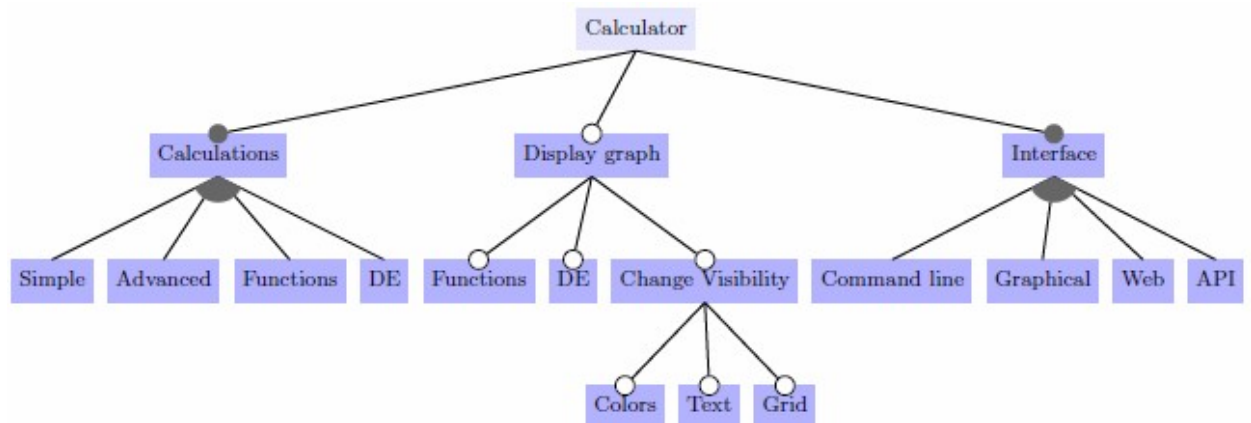 Calculator
Calculations
Display graph
Interface
Simple
Advanced
Functions
DE
Functions
DE
Change Visibility
Command line
Graphical
Web
API
Colors
Text
Grid